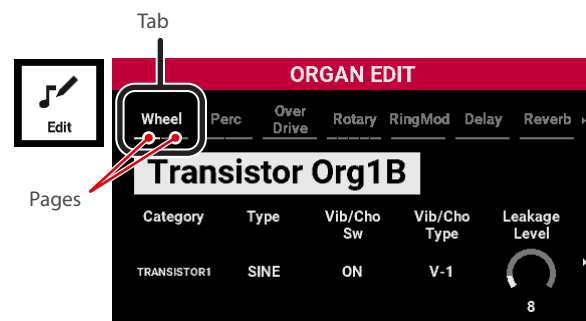 Tab
ORGAN EDIT
Edit
Wheel Perc Over Drive Rotary RingMod Delay Reverb
Transistor Org1B
Pages
Category Type Vib/Cho Sw Vib/Cho Type Leakage Level
TRANSISTOR1 SINE ON V-1
8